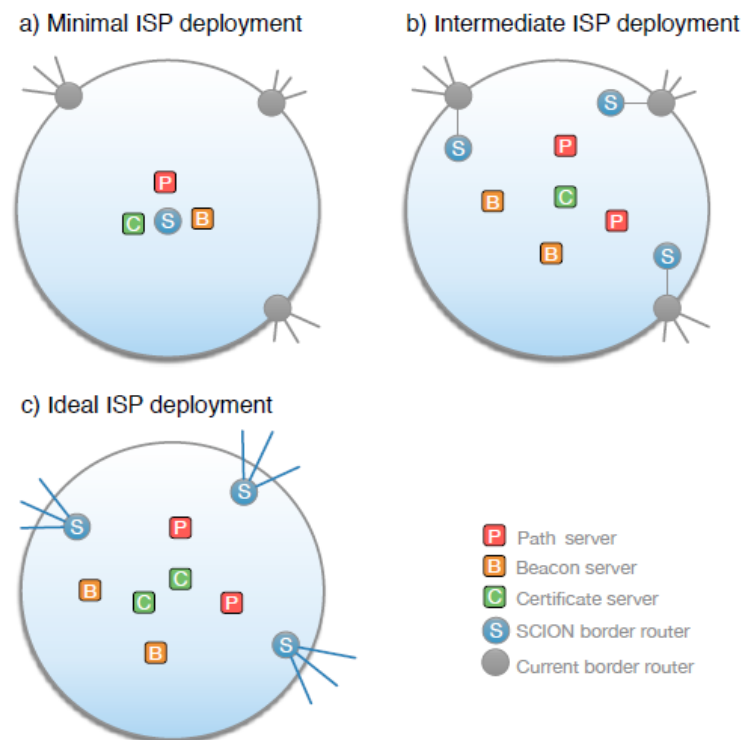 a) Minimal ISP deployment
b) Intermediate ISP deployment
P
C S B
S
S
P
B
C
P
B
S
c) Ideal ISP deployment
S
S
P
B
C
C
P
S
B
P Path server
B Beacon server
C Certificate server
S SCION border router
Current border router